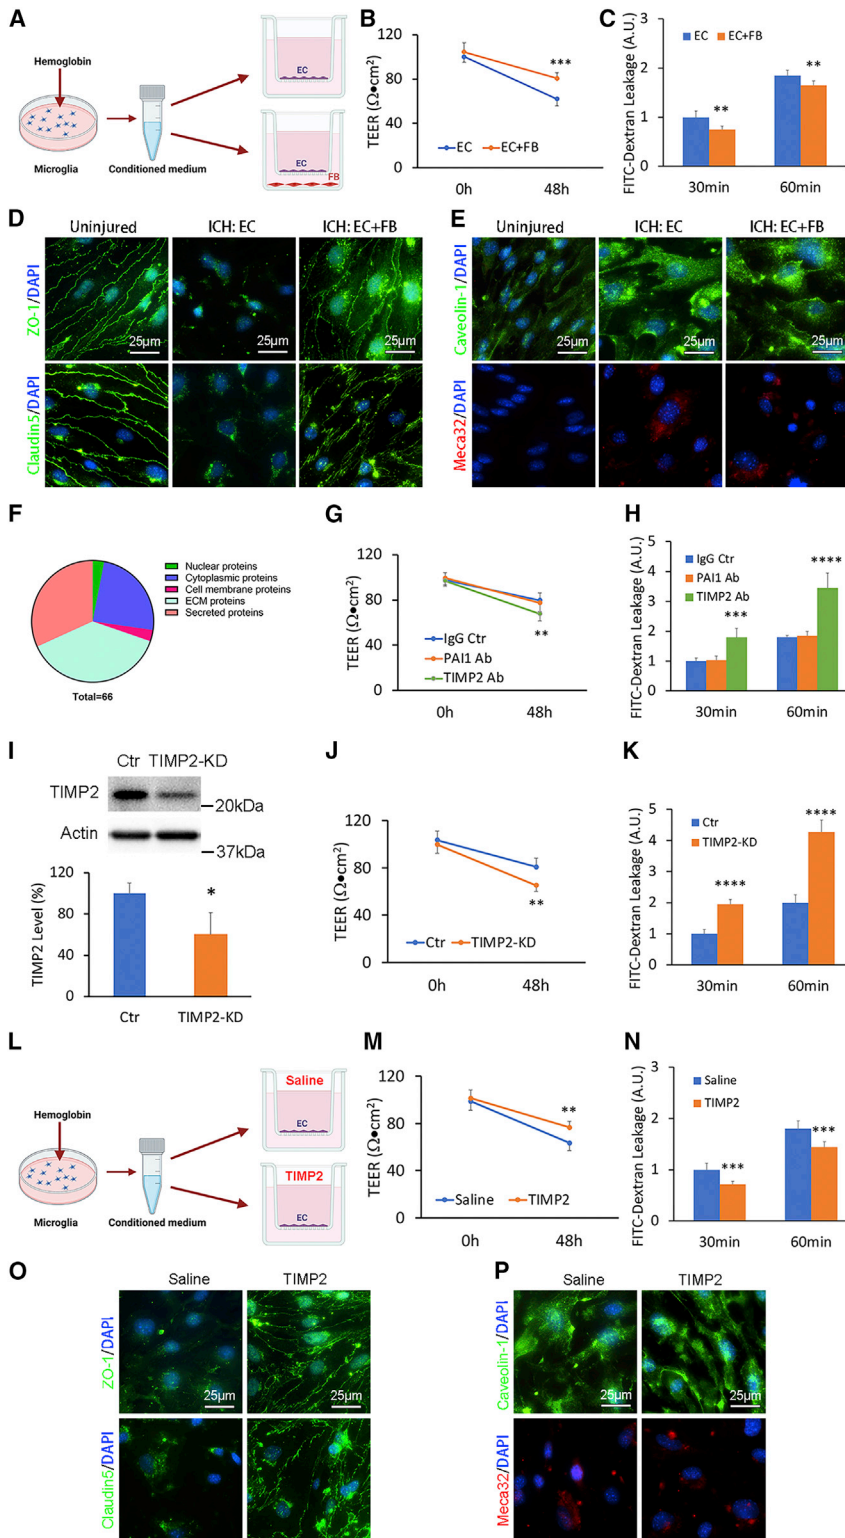 A
Hemoglobin
Microglia
Conditioned medium
EC
EC
FB
B
TEER (Ω●cm²)
120
80
40
0
***
EC
EC+FB
0h
48h
C
FITC-Dextran Leakage (A.U.)
3
2
1
0
EC
EC+FB
**
**
30min
60min
D
Uninjured
ICH: EC
ICH: EC+FB
ZO-1/DAPI
25μm
25μm
25μm
Claudin5/DAPI
E
Uninjured
ICH: EC
ICH: EC+FB
Caveolin-1/DAPI
25μm
25μm
25μm
Meca32/DAPI
F
Nuclear proteins
Cytoplasmic proteins
Cell membrane proteins
ECM proteins
Secreted proteins
Total=66
G
TEER (Ω●cm²)
120
80
40
0
**
IgG Ctr
PAI1 Ab
TIMP2 Ab
0h
48h
H
FITC-Dextran Leakage (A.U.)
5
4
3
2
1
0
IgG Ctr
PAI1 Ab
TIMP2 Ab
***
****
30min
60min
I
Ctr TIMP2-KD
TIMP2
20kDa
Actin
37kDa
TIMP2 Level (%)
120
80
40
0
*
Ctr
TIMP2-KD
J
TEER (Ω●cm²)
120
80
40
0
**
Ctr
TIMP2-KD
0h
48h
K
FITC-Dextran Leakage (A.U.)
5
4
3
2
1
0
Ctr
TIMP2-KD
****
****
30min
60min
L
Hemoglobin
Microglia
Conditioned medium
Saline
EC
TIMP2
EC
M
TEER (Ω●cm²)
120
80
40
0
**
Saline
TIMP2
0h
48h
N
FITC-Dextran Leakage (A.U.)
3
2
1
0
Saline
TIMP2
***
***
30min
60min
O
Saline
TIMP2
ZO-1/DAPI
25μm
25μm
Claudin5/DAPI
P
Saline
TIMP2
Caveolin-1/DAPI
25μm
25μm
Meca32/DAPI